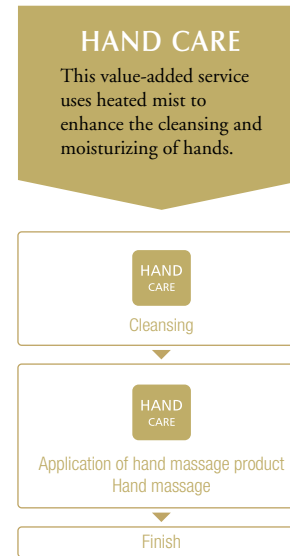 HAND CARE
This value-added service
uses heated mist to
enhance the cleansing and
moisturizing of hands.
HAND
CARE
Cleansing
HAND
CARE
Application of hand massage product
Hand massage
Finish